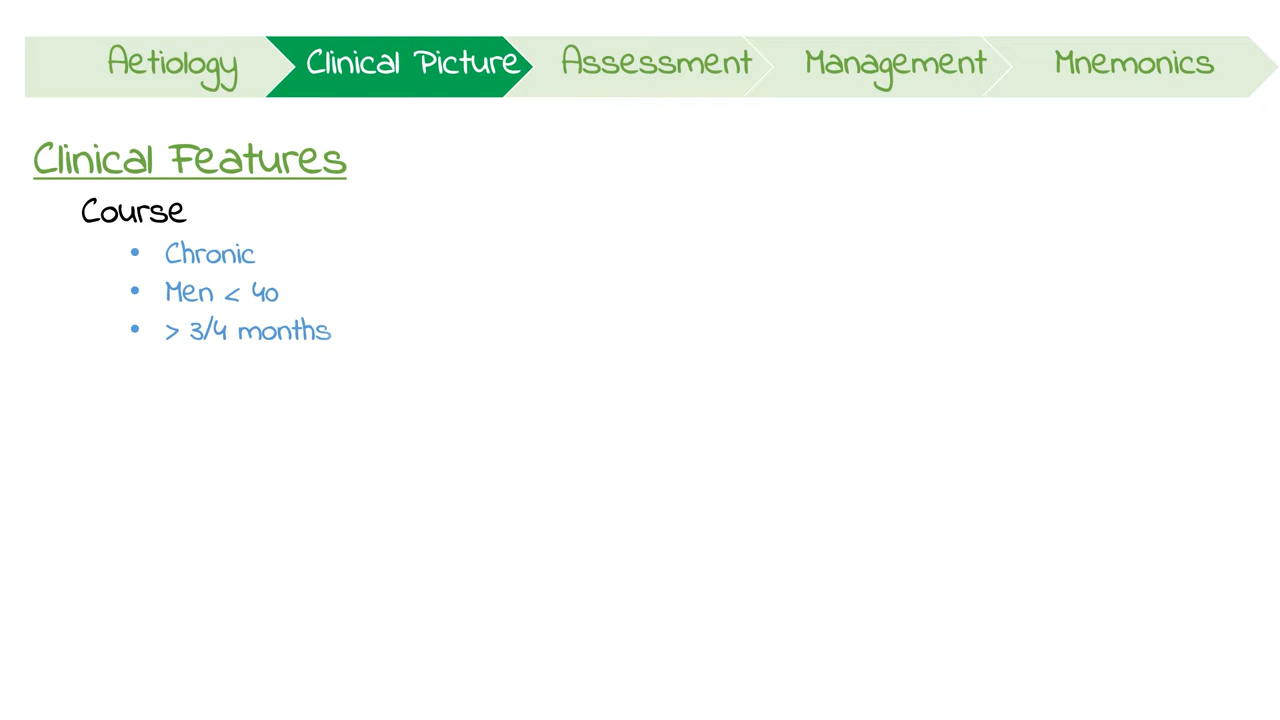 Aetiology
Clinical Picture
Assessment
Management
Mnemonics
Clinical Features
Course
• Chronic
• Men < 40
• > 3/4 months